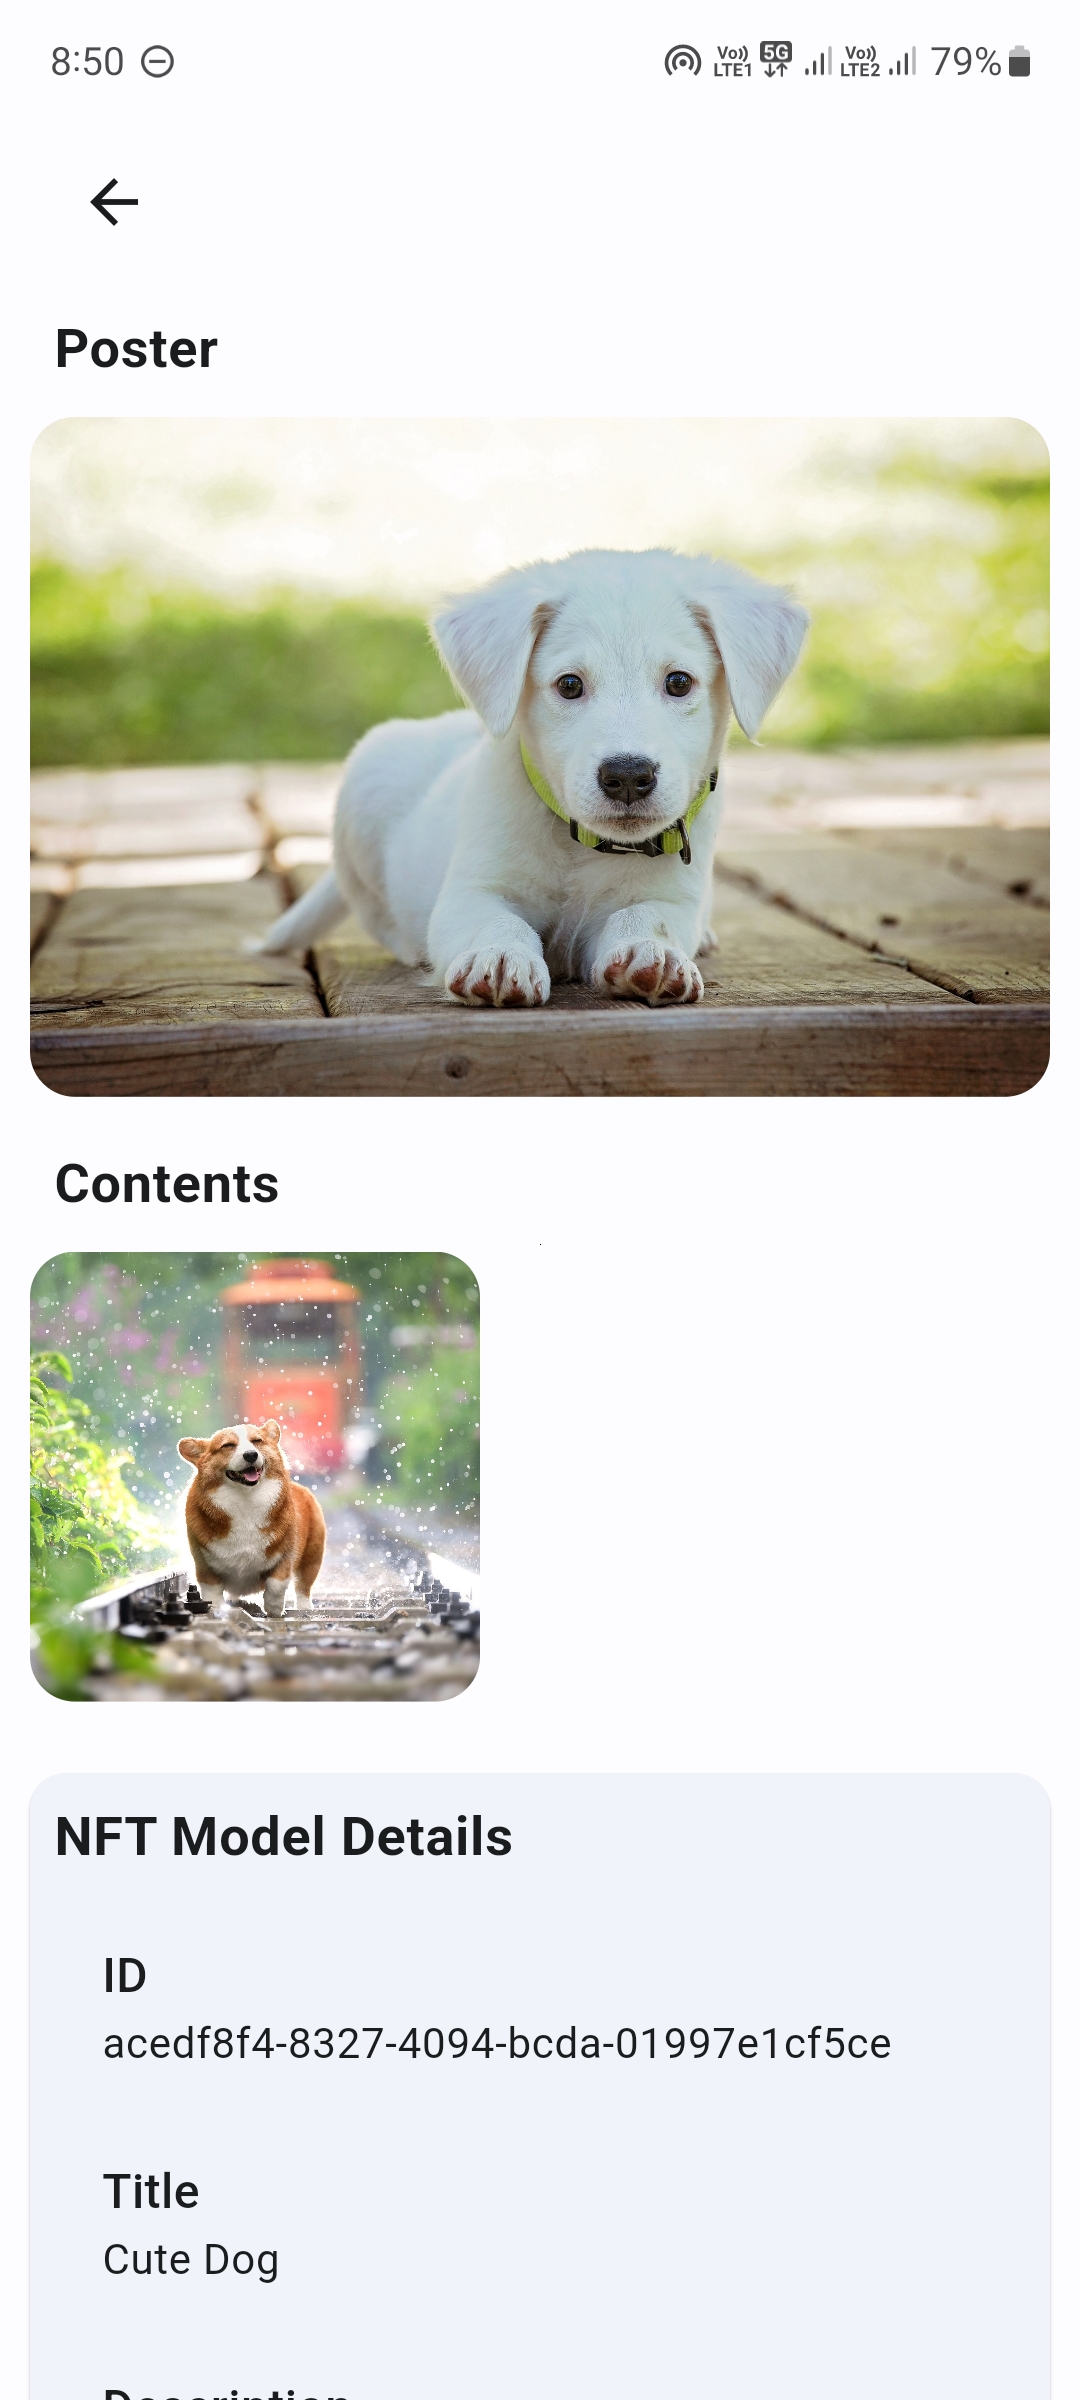 8:50 Vo)) LTE1 5G Vo)) LTE2 79%
Poster
Contents
NFT Model Details
ID
acedf8f4-8327-4094-bcda-01997e1cf5ce
Title
Cute Dog
Description